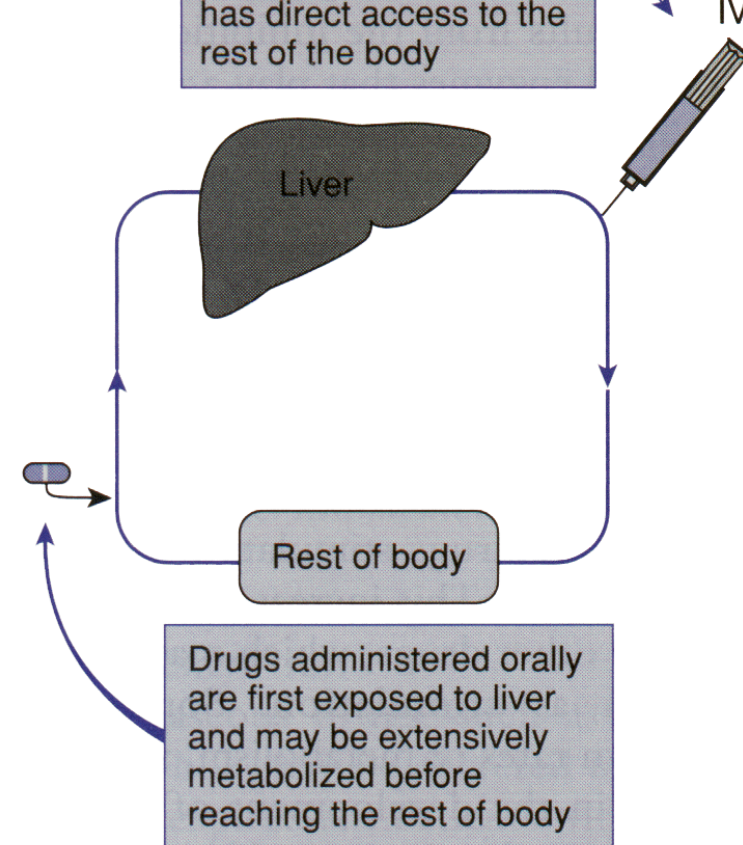 has direct access to the
rest of the body
Liver
Rest of body
Drugs administered orally
are first exposed to liver
and may be extensively
metabolized before
reaching the rest of body